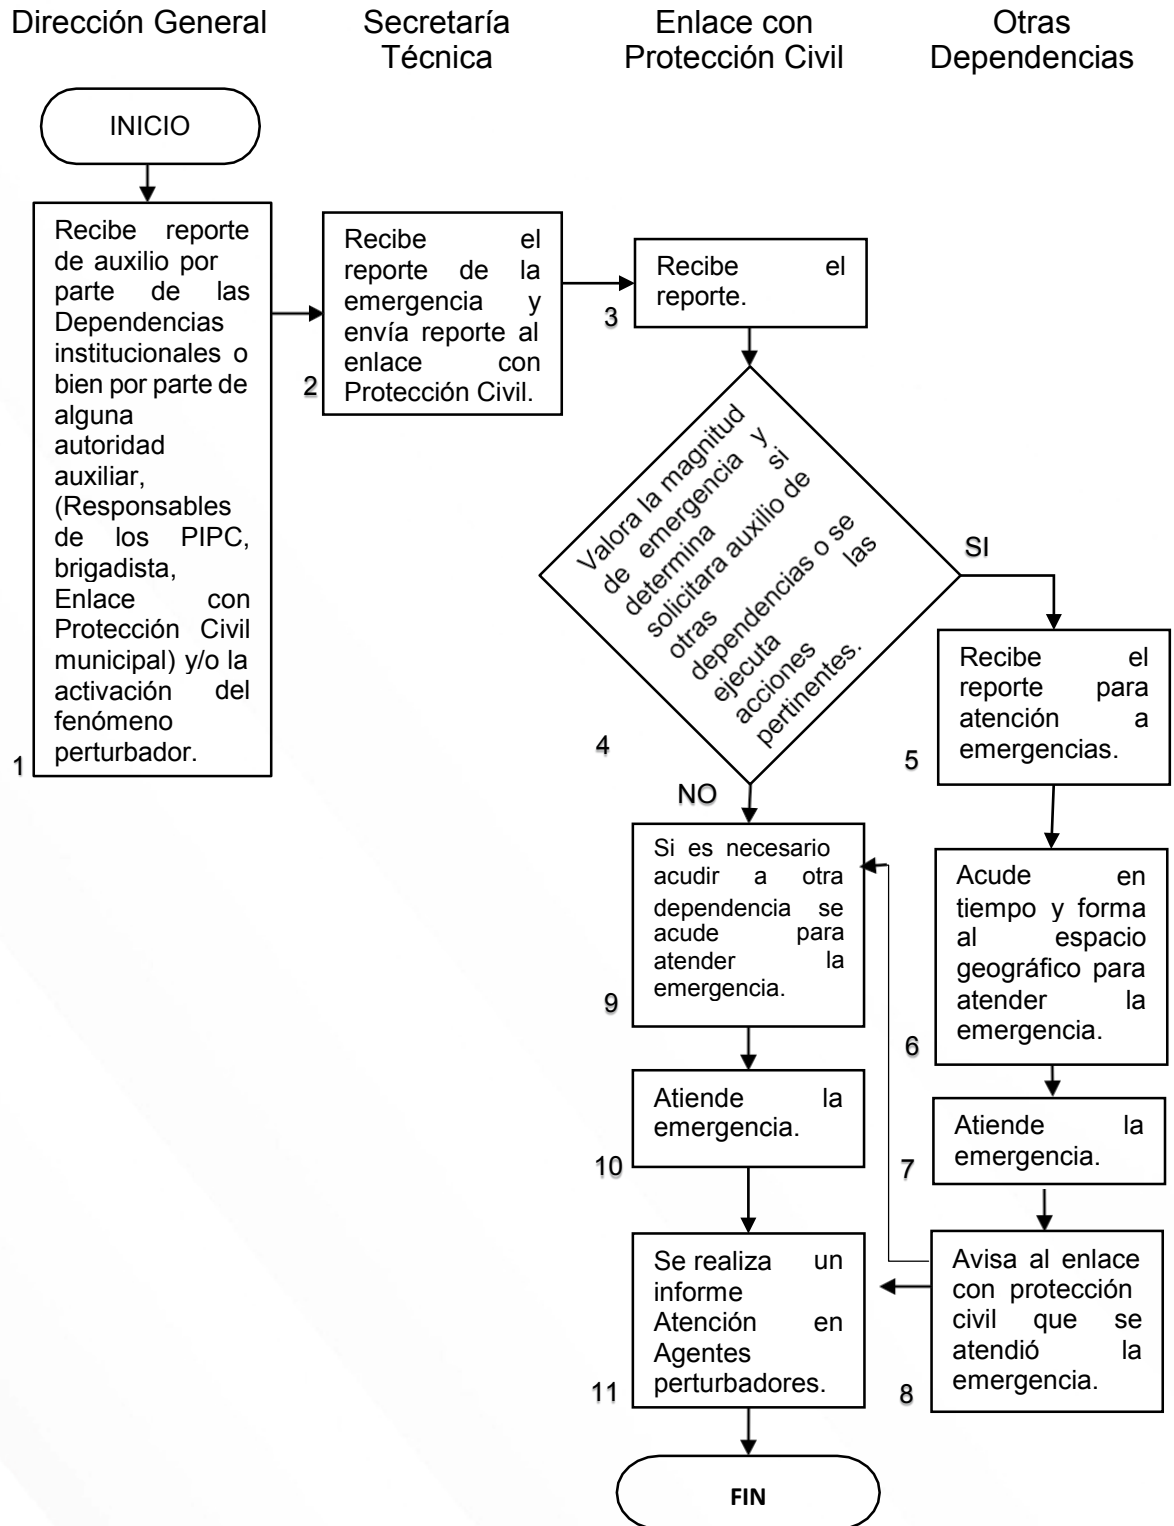 Dirección General
Secretaría
Técnica
Enlace con
Protección Civil
Otras
Dependencias
INICIO
Recibe reporte
de auxilio por
parte de las
Dependencias
institucionales o
bien por parte de
alguna
autoridad
auxiliar,
(Responsables
de los PIPC,
brigadista,
Enlace con
Protección Civil
municipal) y/o la
activación del
fenómeno
perturbador.
1
Recibe el
reporte de la
emergencia y
envía reporte al
enlace con
Protección Civil.
2
Recibe el
reporte.
3
Valora la magnitud
de emergencia y
determina si
solicitara auxilio de
otras
dependencias o se
ejecuta las
acciones
pertinentes.
4
SI
NO
Recibe el
reporte para
atención a
emergencias.
5
Acude en
tiempo y forma
al espacio
geográfico para
atender la
emergencia.
6
Atiende la
emergencia.
7
Avisa al enlace
con protección
civil que se
atendió la
emergencia.
8
Si es necesario
acudir a otra
dependencia se
acude para
atender la
emergencia.
9
Atiende la
emergencia.
10
Se realiza un
informe
Atención en
Agentes
perturbadores.
11
FIN